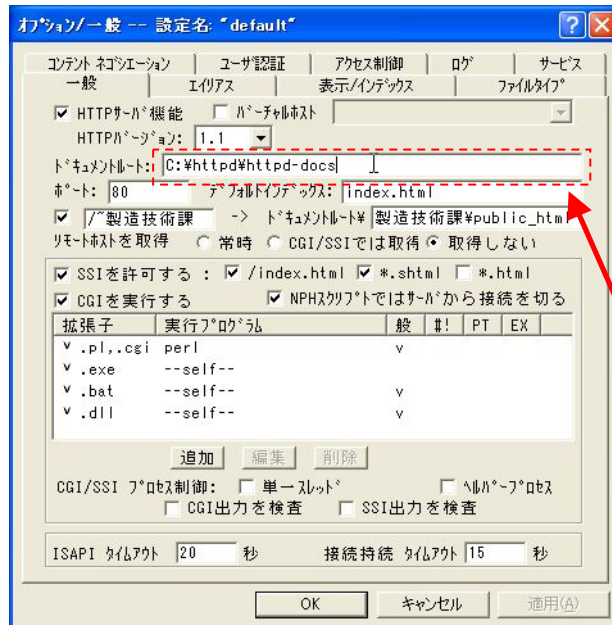 オプション/一般 -- 設定名: "default"
コンテント ネゴシエーション ユーザ認証 アクセス制御 ログ サービス
一般 エイリアス 表示/インデックス ファイルタイプ
HTTPサーバ機能 バーチャルホスト
HTTPバージョン: 1.1
ドキュメントルート: C:¥httpd¥httpd-docs
ポート: 80 デフォルトインデックス: index.html
/~製造技術課 -> ドキュメントルート¥ 製造技術課¥public_html
リモートホストを取得 常時 CGI/SSIでは取得 取得しない
SSIを許可する : /index.html *.shtml *.html
CGIを実行する NPHスクリプトではサーバから接続を切る
拡張子 実行プログラム 般 #! PT EX
v .pl,.cgi perl v
v .exe --self--
v .bat --self-- v
v .dll --self-- v
追加 編集 削除
CGI/SSI プロセス制御: 単一スレッド ヘルパープロセス
CGI出力を検査 SSI出力を検査
ISAPI タイムアウト 20 秒 接続持続 タイムアウト 15 秒
OK キャンセル 適用(A)